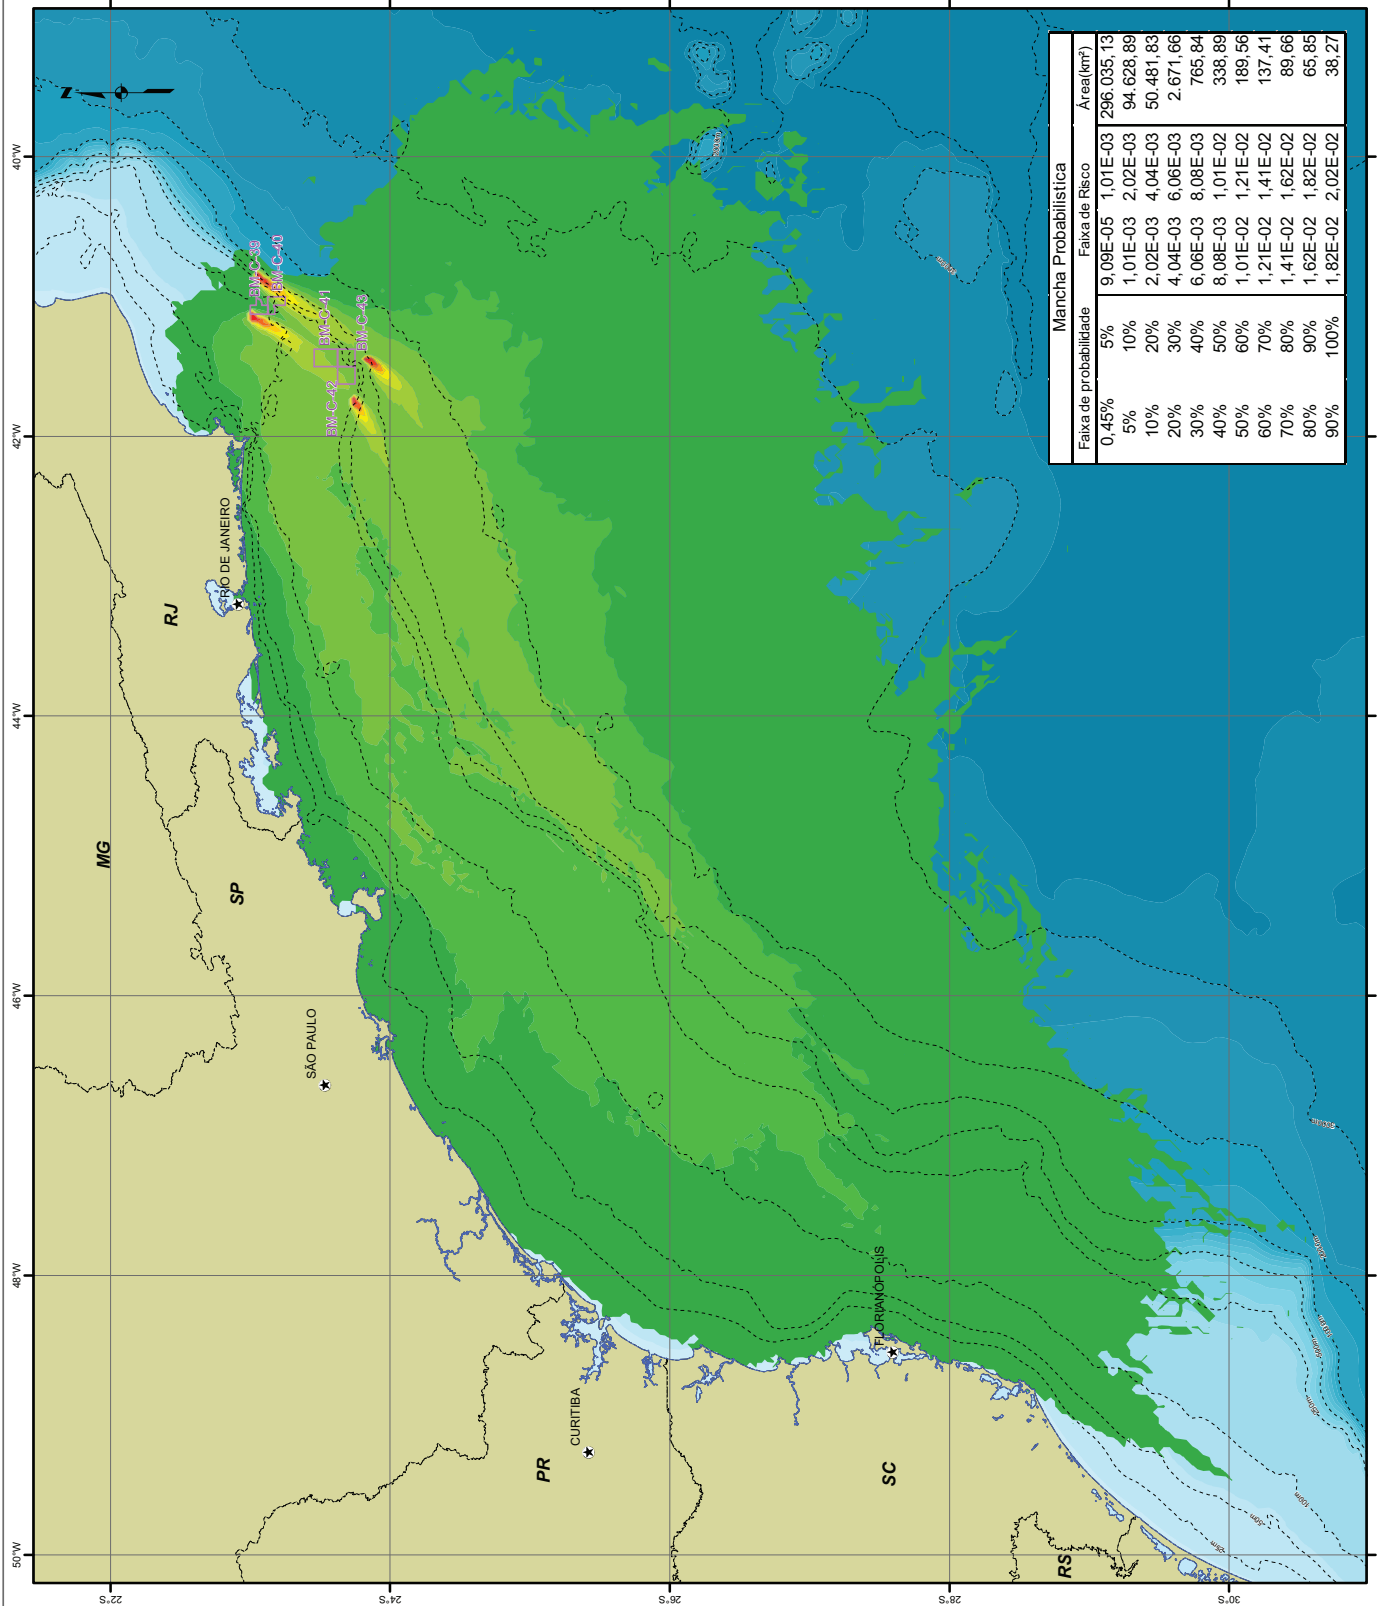 50°W
48°W
46°W
44°W
42°W
40°W
22°S
24°S
26°S
28°S
30°S
N
MG
RJ
SP
PR
SC
RS
RIO DE JANEIRO
SÃO PAULO
CURITIBA
FLORIANÓPOLIS
BM-C-39
BM-C-40
BM-C-41
BM-C-42
BM-C-43
-25m
-50m
-100m
Mancha Probabilistica
Faixa de probabilidade Faixa de Risco Área(km²)
0,45% 5% 9,09E-05 1,01E-03 296.035,13
5% 10% 1,01E-03 2,02E-03 94.628,89
10% 20% 2,02E-03 4,04E-03 50.481,83
20% 30% 4,04E-03 6,06E-03 2.671,66
30% 40% 6,06E-03 8,08E-03 765,84
40% 50% 8,08E-03 1,01E-02 338,89
50% 60% 1,01E-02 1,21E-02 189,56
60% 70% 1,21E-02 1,41E-02 137,41
70% 80% 1,41E-02 1,62E-02 89,66
80% 90% 1,62E-02 1,82E-02 65,85
90% 100% 1,82E-02 2,02E-02 38,27